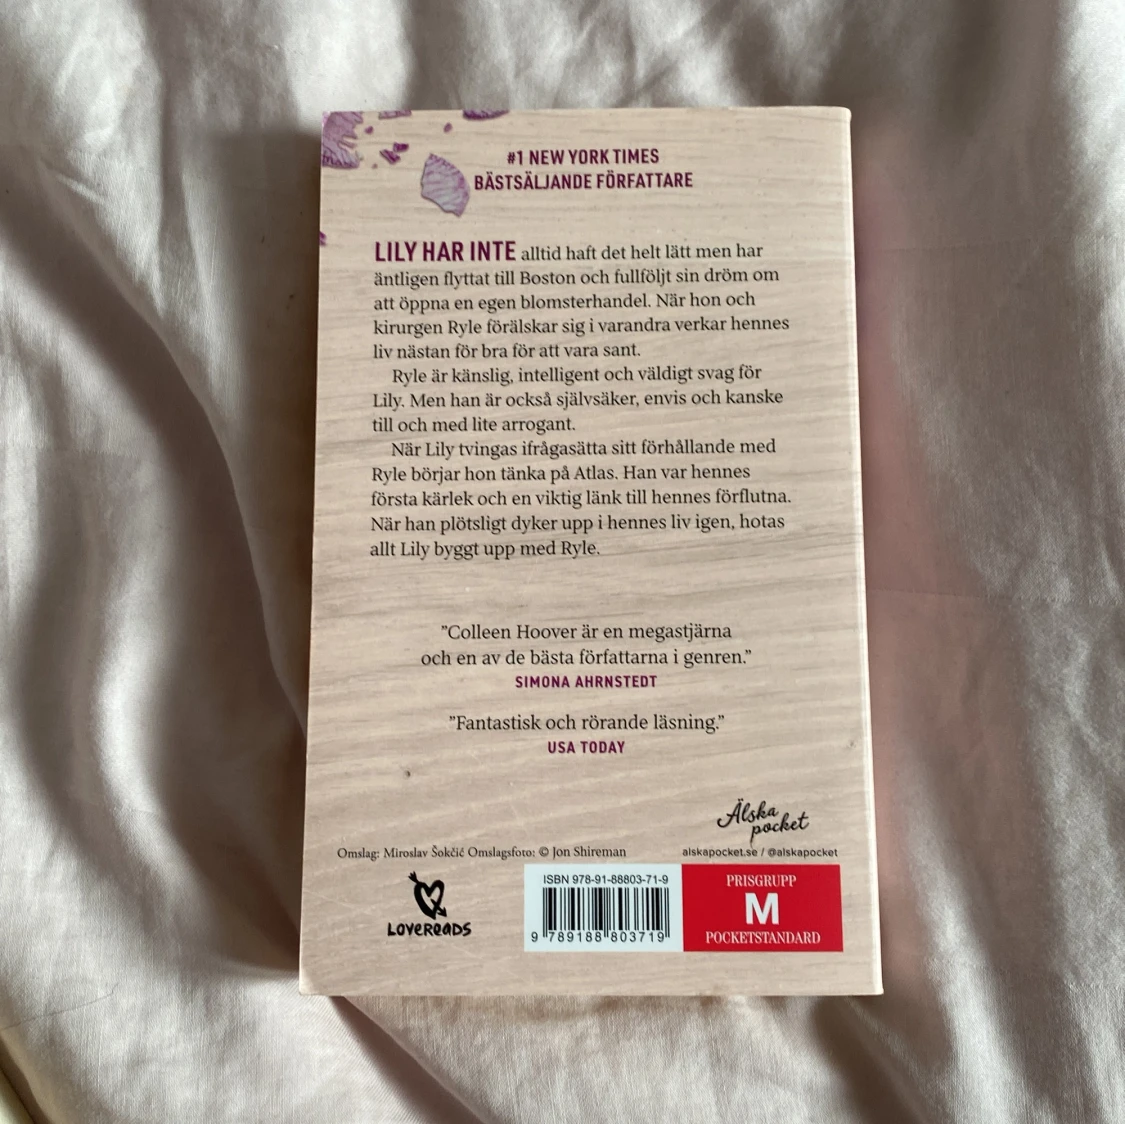 #1 NEW YORK TIMES
BÄSTSÄLJANDE FÖRFATTARE
LILY HAR INTE alltid haft det helt lätt men har
äntligen flyttat till Boston och fullföljt sin dröm om
att öppna en egen blomsterhandel. När hon och
kirurgen Ryle förälskar sig i varandra verkar hennes
liv nästan för bra för att vara sant.
Ryle är känslig, intelligent och väldigt svag för
Lily. Men han är också självsäker, envis och kanske
till och med lite arrogant.
När Lily tvingas ifrågasätta sitt förhållande med
Ryle börjar hon tänka på Atlas. Han var hennes
första kärlek och en viktig länk till hennes förflutna.
När han plötsligt dyker upp i hennes liv igen, hotas
allt Lily byggt upp med Ryle.
”Colleen Hoover är en megastjärna
och en av de bästa författarna i genren.”
SIMONA AHRNSTEDT
”Fantastisk och rörande läsning.”
USA TODAY
Älska
pocket
Omslag: Miroslav Šokčić Omslagsfoto: © Jon Shireman
alskapocket.se / @alskapocket
LOVEREADS
ISBN 978-91-88803-71-9
9 789188 803719
PRISGRUPP
M
POCKETSTANDARD